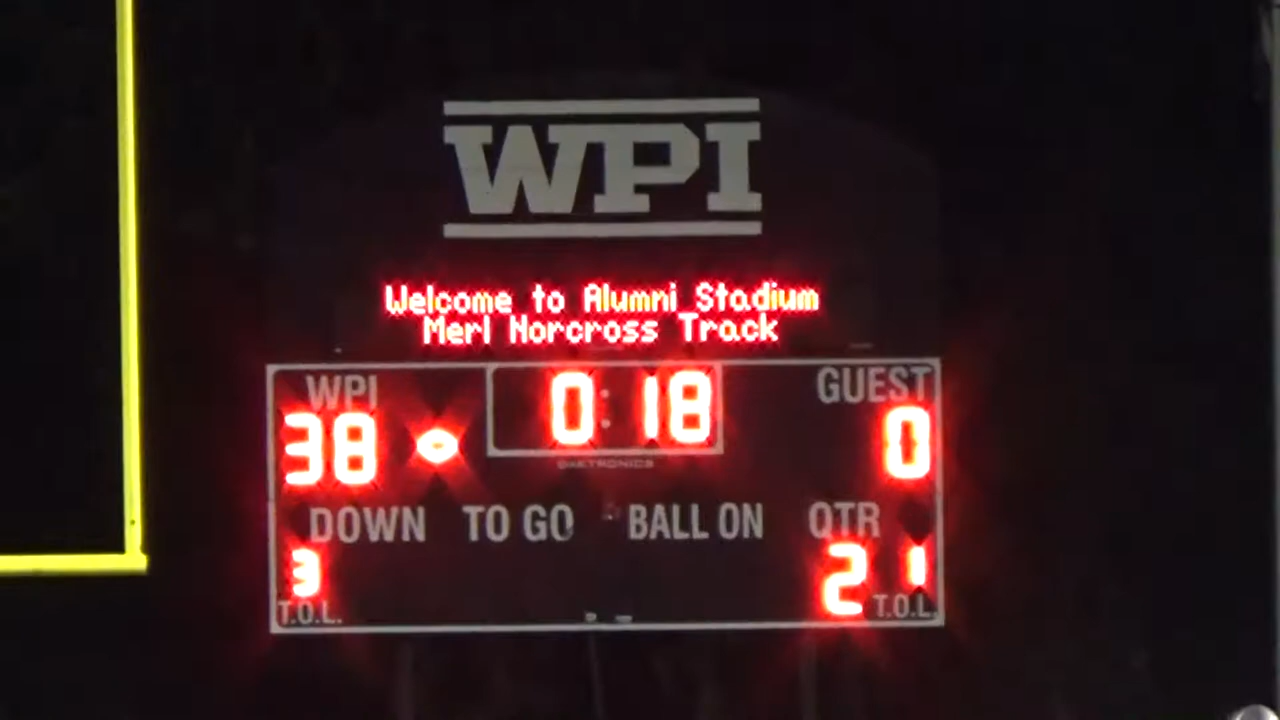 WPI
Welcome to Alumni Stadium
Merl Norcross Track
WPI 0:18 GUEST
38 0
DAKTRONICS
DOWN TO GO BALL ON QTR
3 2 1
T.O.L. T.O.L.